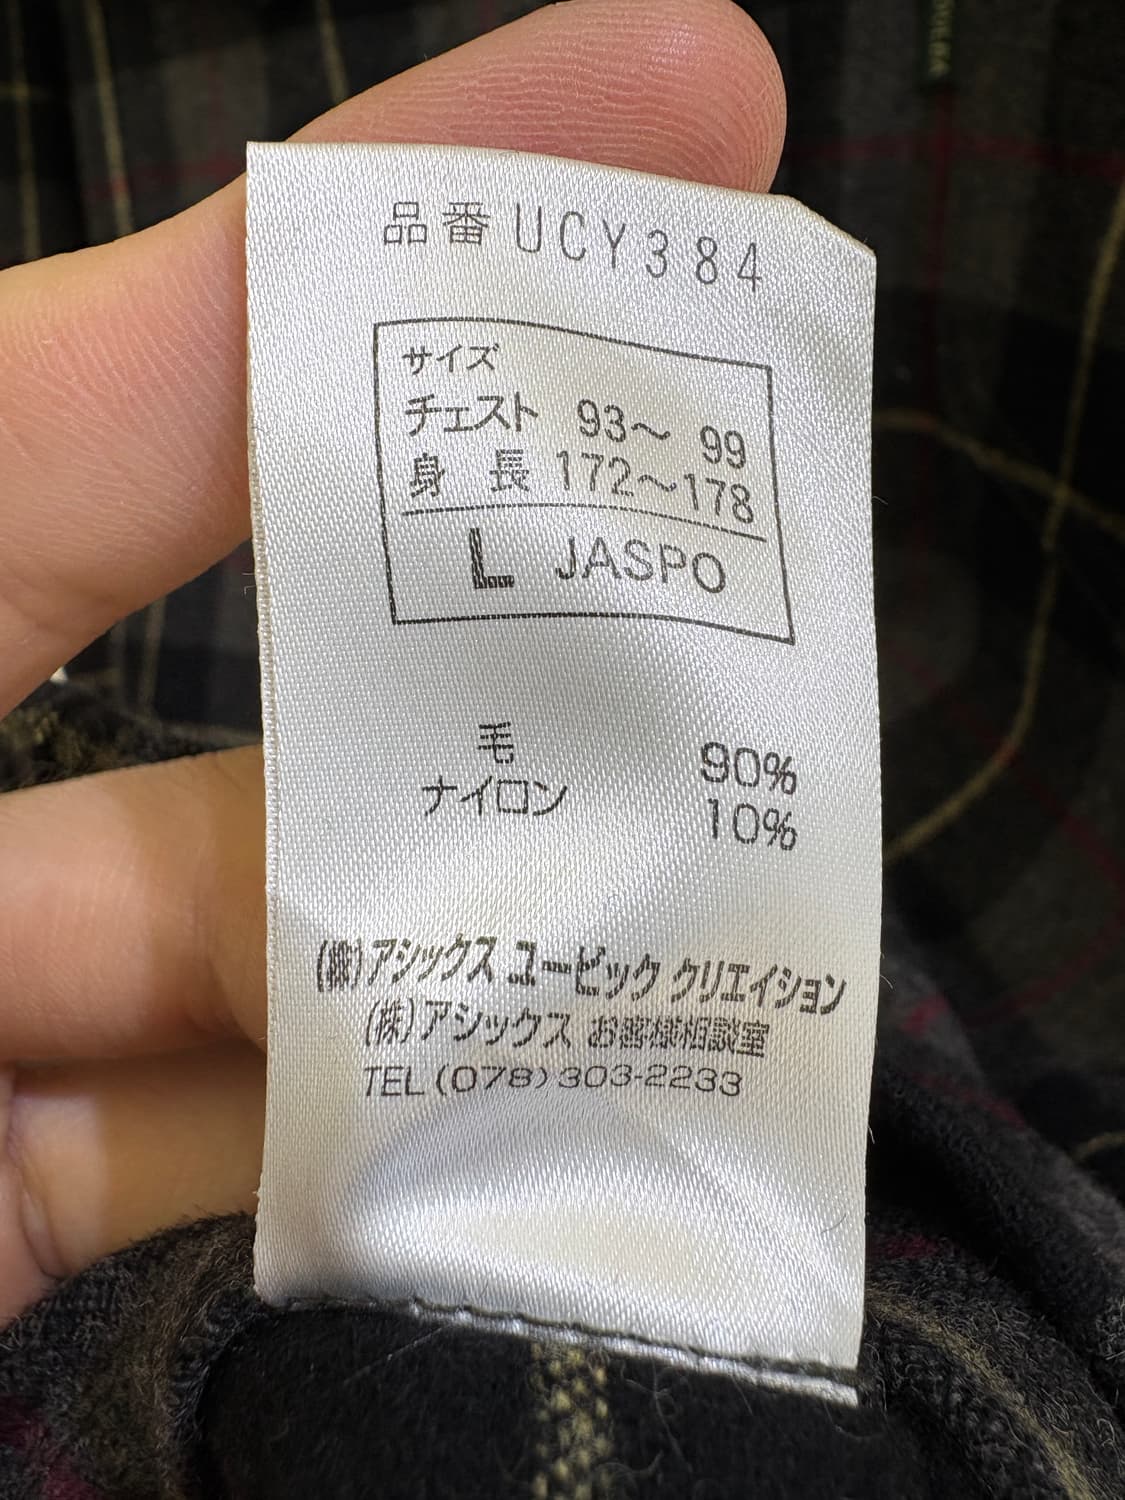 品番 UCY384
サイズ
チェスト 93～ 99
身 長 172～178
L JASPO
毛 90%
ナイロン 10%
(株)アシックス ユービック クリエイション
(株)アシックス お客様相談室
TEL(078)303-2233